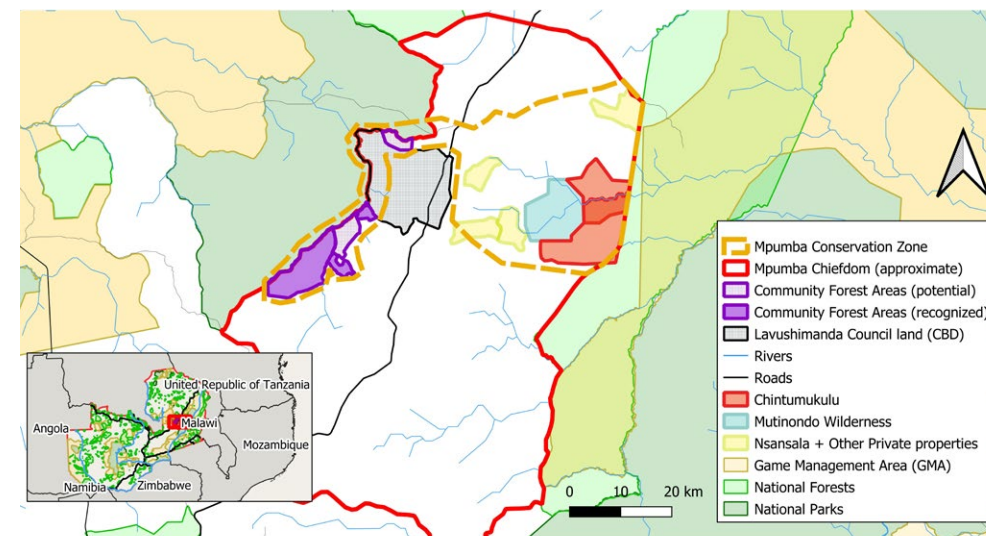 Mpumba Conservation Zone
Mpumba Chiefdom (approximate)
Community Forest Areas (potential)
Community Forest Areas (recognized)
Lavushimanda Council land (CBD)
Rivers
Roads
Chintumukulu
Mutinondo Wilderness
Nsansala + Other Private properties
Game Management Area (GMA)
National Forests
National Parks
United Republic of Tanzania
Angola
Malawi
Mozambique
Namibia
Zimbabwe
0 10 20 km